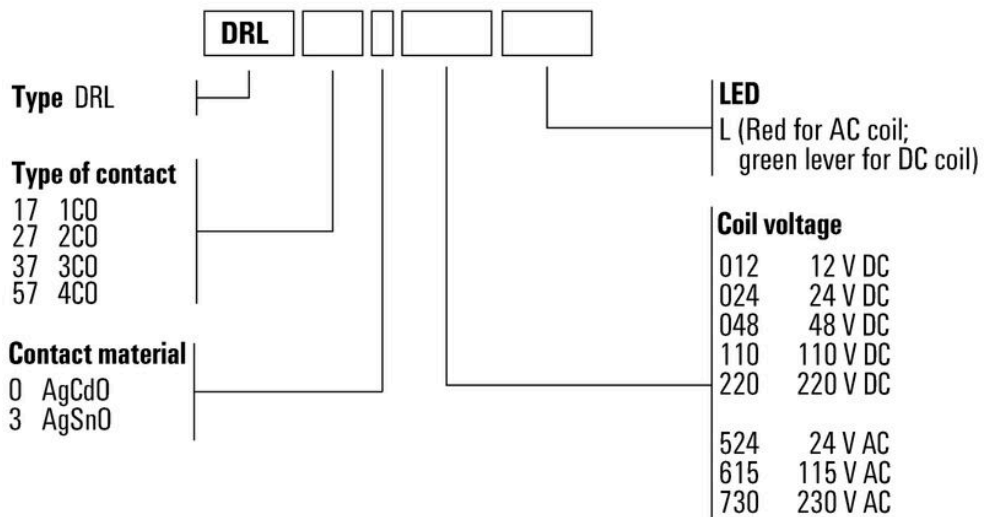 DRL
Type DRL
Type of contact
17 1CO
27 2CO
37 3CO
57 4CO
Contact material
0 AgCdO
3 AgSnO
LED
L (Red for AC coil;
green lever for DC coil)
Coil voltage
012 12 V DC
024 24 V DC
048 48 V DC
110 110 V DC
220 220 V DC
524 24 V AC
615 115 V AC
730 230 V AC